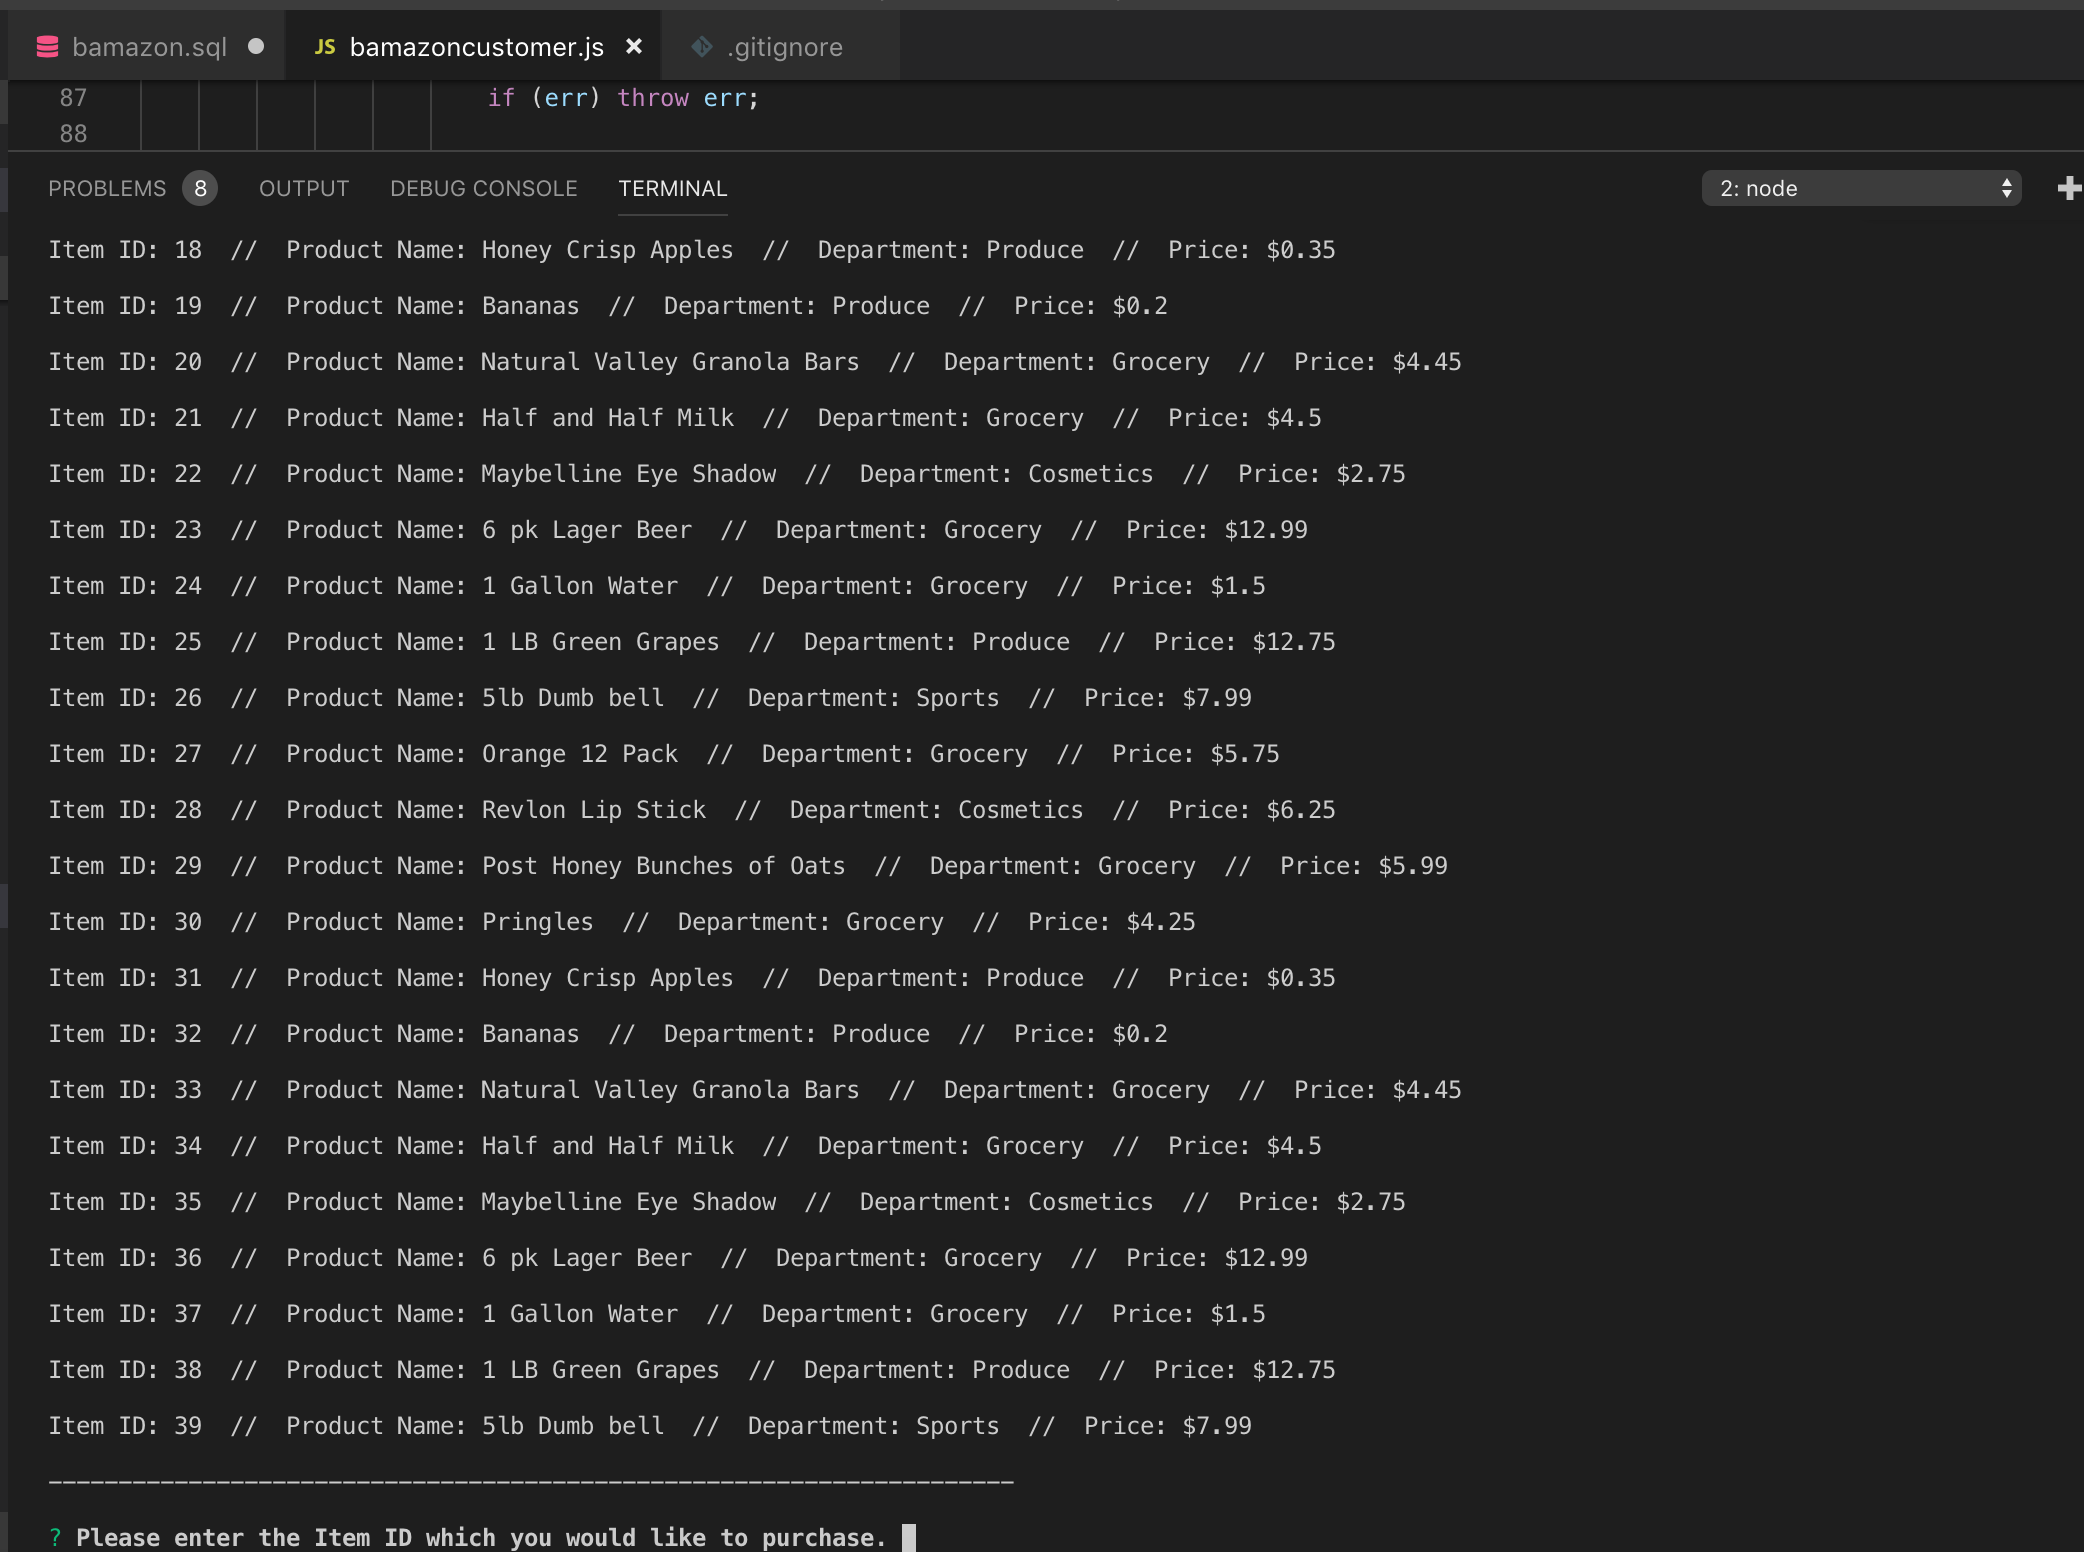 bamazon.sql JS bamazoncustomer.js .gitignore
87 if (err) throw err;
88
PROBLEMS 8 OUTPUT DEBUG CONSOLE TERMINAL 2: node
Item ID: 18  //  Product Name: Honey Crisp Apples  //  Department: Produce  //  Price: $0.35
Item ID: 19  //  Product Name: Bananas  //  Department: Produce  //  Price: $0.2
Item ID: 20  //  Product Name: Natural Valley Granola Bars  //  Department: Grocery  //  Price: $4.45
Item ID: 21  //  Product Name: Half and Half Milk  //  Department: Grocery  //  Price: $4.5
Item ID: 22  //  Product Name: Maybelline Eye Shadow  //  Department: Cosmetics  //  Price: $2.75
Item ID: 23  //  Product Name: 6 pk Lager Beer  //  Department: Grocery  //  Price: $12.99
Item ID: 24  //  Product Name: 1 Gallon Water  //  Department: Grocery  //  Price: $1.5
Item ID: 25  //  Product Name: 1 LB Green Grapes  //  Department: Produce  //  Price: $12.75
Item ID: 26  //  Product Name: 5lb Dumb bell  //  Department: Sports  //  Price: $7.99
Item ID: 27  //  Product Name: Orange 12 Pack  //  Department: Grocery  //  Price: $5.75
Item ID: 28  //  Product Name: Revlon Lip Stick  //  Department: Cosmetics  //  Price: $6.25
Item ID: 29  //  Product Name: Post Honey Bunches of Oats  //  Department: Grocery  //  Price: $5.99
Item ID: 30  //  Product Name: Pringles  //  Department: Grocery  //  Price: $4.25
Item ID: 31  //  Product Name: Honey Crisp Apples  //  Department: Produce  //  Price: $0.35
Item ID: 32  //  Product Name: Bananas  //  Department: Produce  //  Price: $0.2
Item ID: 33  //  Product Name: Natural Valley Granola Bars  //  Department: Grocery  //  Price: $4.45
Item ID: 34  //  Product Name: Half and Half Milk  //  Department: Grocery  //  Price: $4.5
Item ID: 35  //  Product Name: Maybelline Eye Shadow  //  Department: Cosmetics  //  Price: $2.75
Item ID: 36  //  Product Name: 6 pk Lager Beer  //  Department: Grocery  //  Price: $12.99
Item ID: 37  //  Product Name: 1 Gallon Water  //  Department: Grocery  //  Price: $1.5
Item ID: 38  //  Product Name: 1 LB Green Grapes  //  Department: Produce  //  Price: $12.75
Item ID: 39  //  Product Name: 5lb Dumb bell  //  Department: Sports  //  Price: $7.99
---------------------------------------------------------------------
? Please enter the Item ID which you would like to purchase.